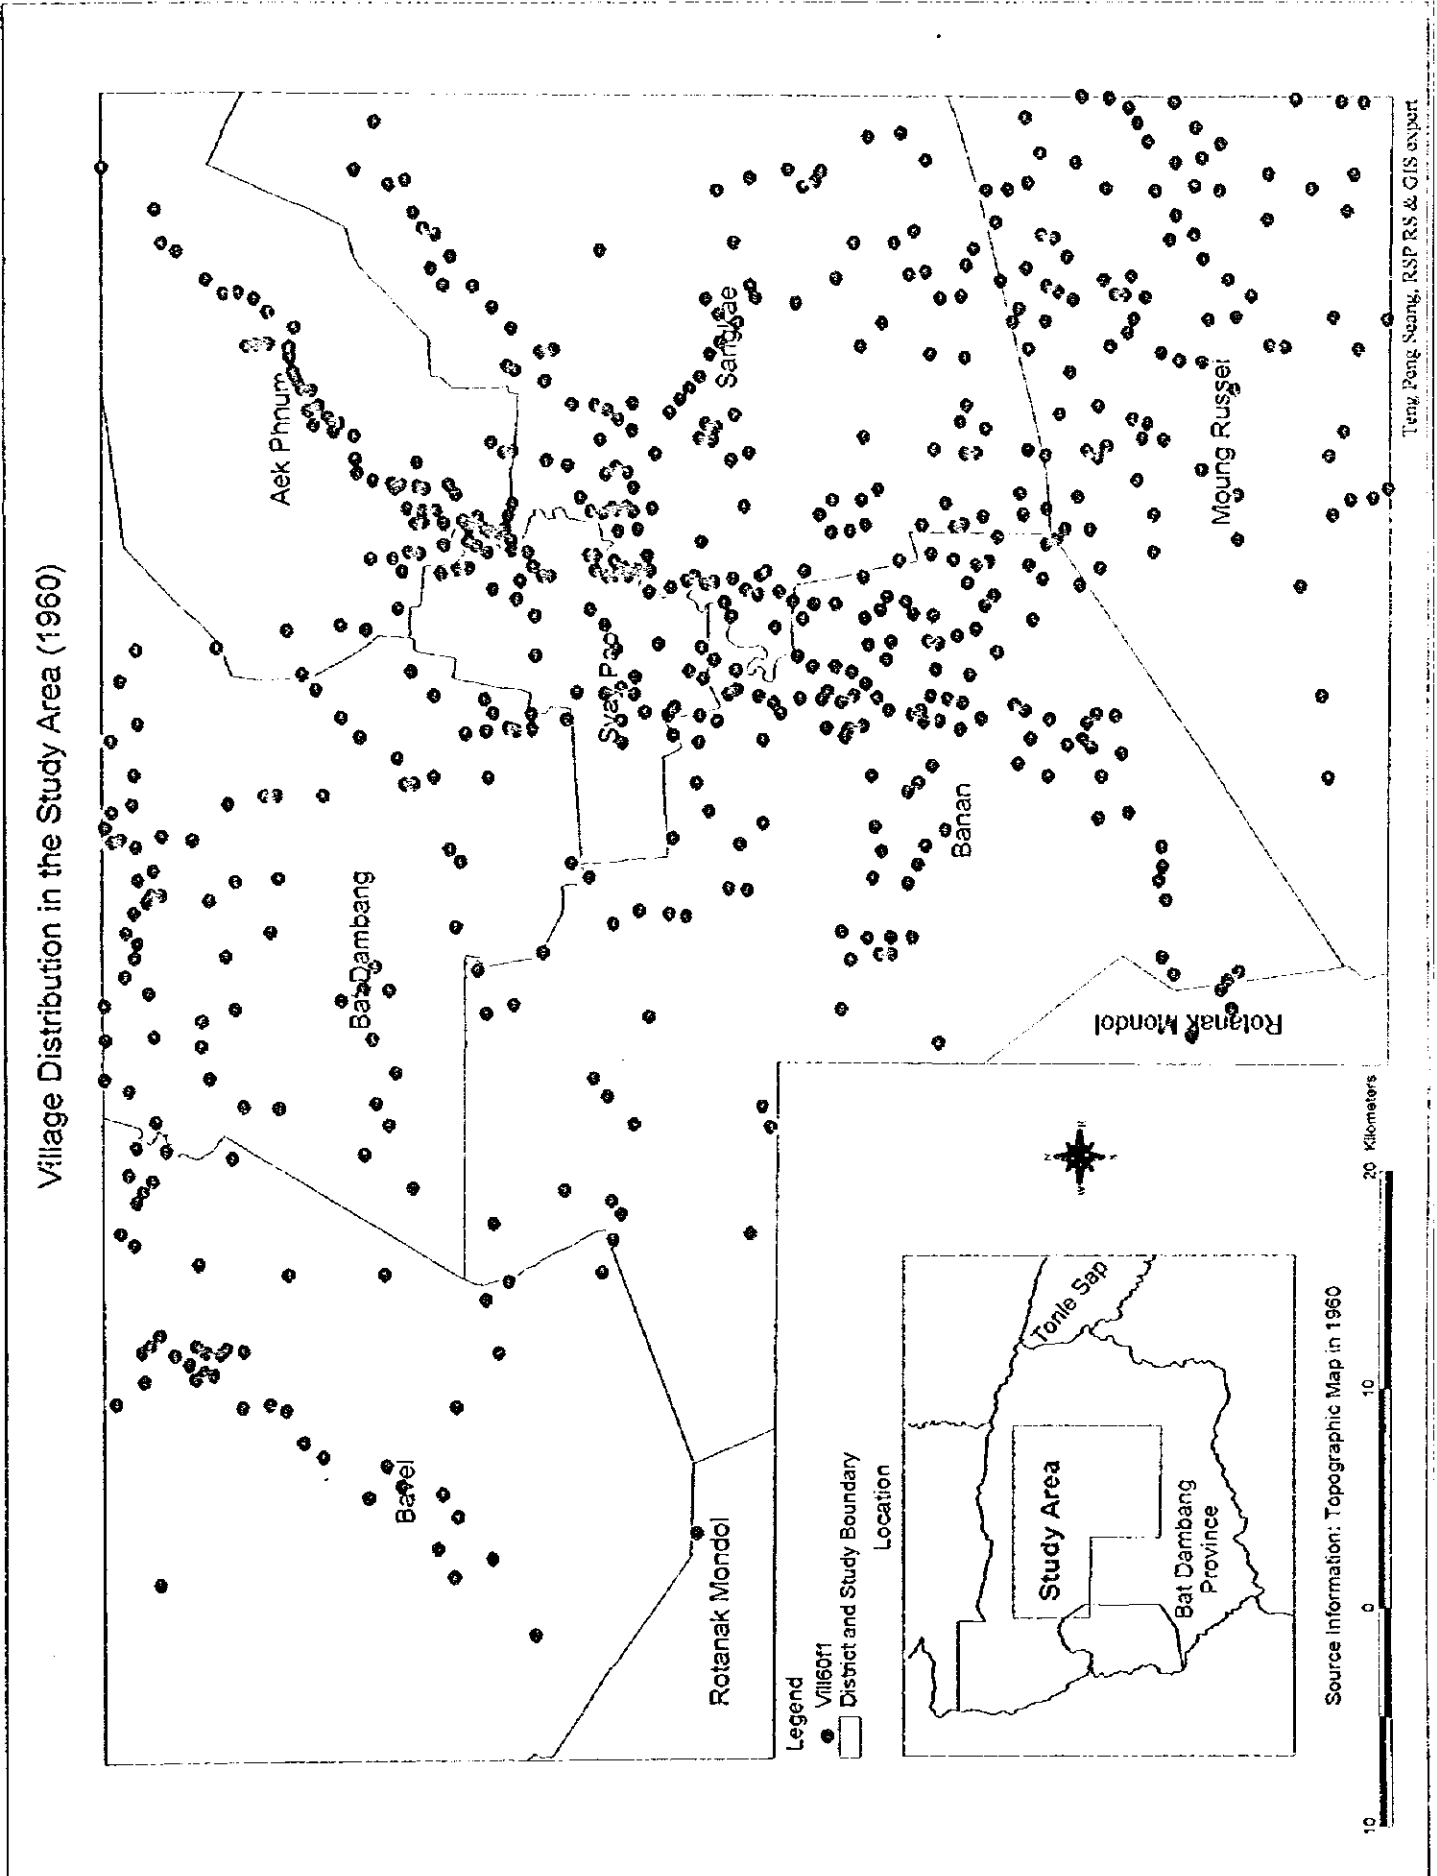 Village Distribution in the Study Area (1960)
Aek Phnum
Bat Dambang
Bavel
Svay Pao
Sangkae
Banan
Moung Russei
Rotanak Mondol
Rotanak Mondol
Legend
Vill60f1
District and Study Boundary
Location
Tonle Sap
Study Area
Bat Dambang
Province
Source Information: Topographic Map in 1960
10 0 10 20 Kilometers
Teng Peng Seang, RSP RS & GIS expert